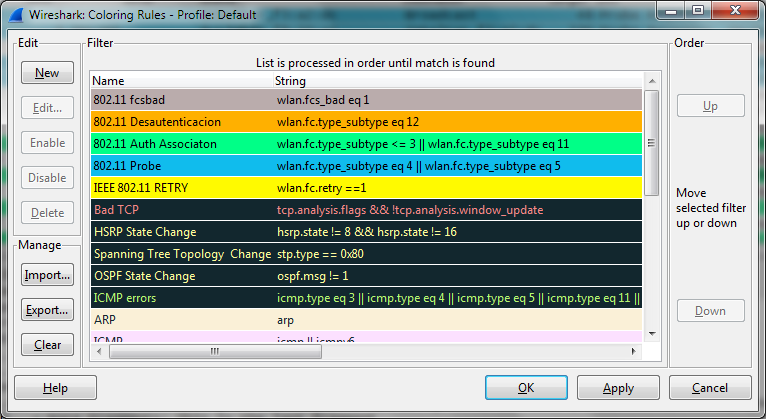 Wireshark: Coloring Rules - Profile: Default
Edit
New
Edit...
Enable
Disable
Delete
Manage
Import...
Export...
Clear
Filter
List is processed in order until match is found
Name String
802.11 fcsbad wlan.fcs_bad eq 1
802.11 Desautenticacion wlan.fc.type_subtype eq 12
802.11 Auth Associaton wlan.fc.type_subtype <= 3 || wlan.fc.type_subtype eq 11
802.11 Probe wlan.fc.type_subtype eq 4 || wlan.fc.type_subtype eq 5
IEEE 802.11 RETRY wlan.fc.retry ==1
Bad TCP tcp.analysis.flags && !tcp.analysis.window_update
HSRP State Change hsrp.state != 8 && hsrp.state != 16
Spanning Tree Topology Change stp.type == 0x80
OSPF State Change ospf.msg != 1
ICMP errors icmp.type eq 3 || icmp.type eq 4 || icmp.type eq 5 || icmp.type eq 11 ||
ARP arp
ICMP icmp || icmpv6
Order
Up
Move
selected filter
up or down
Down
Help
OK
Apply
Cancel